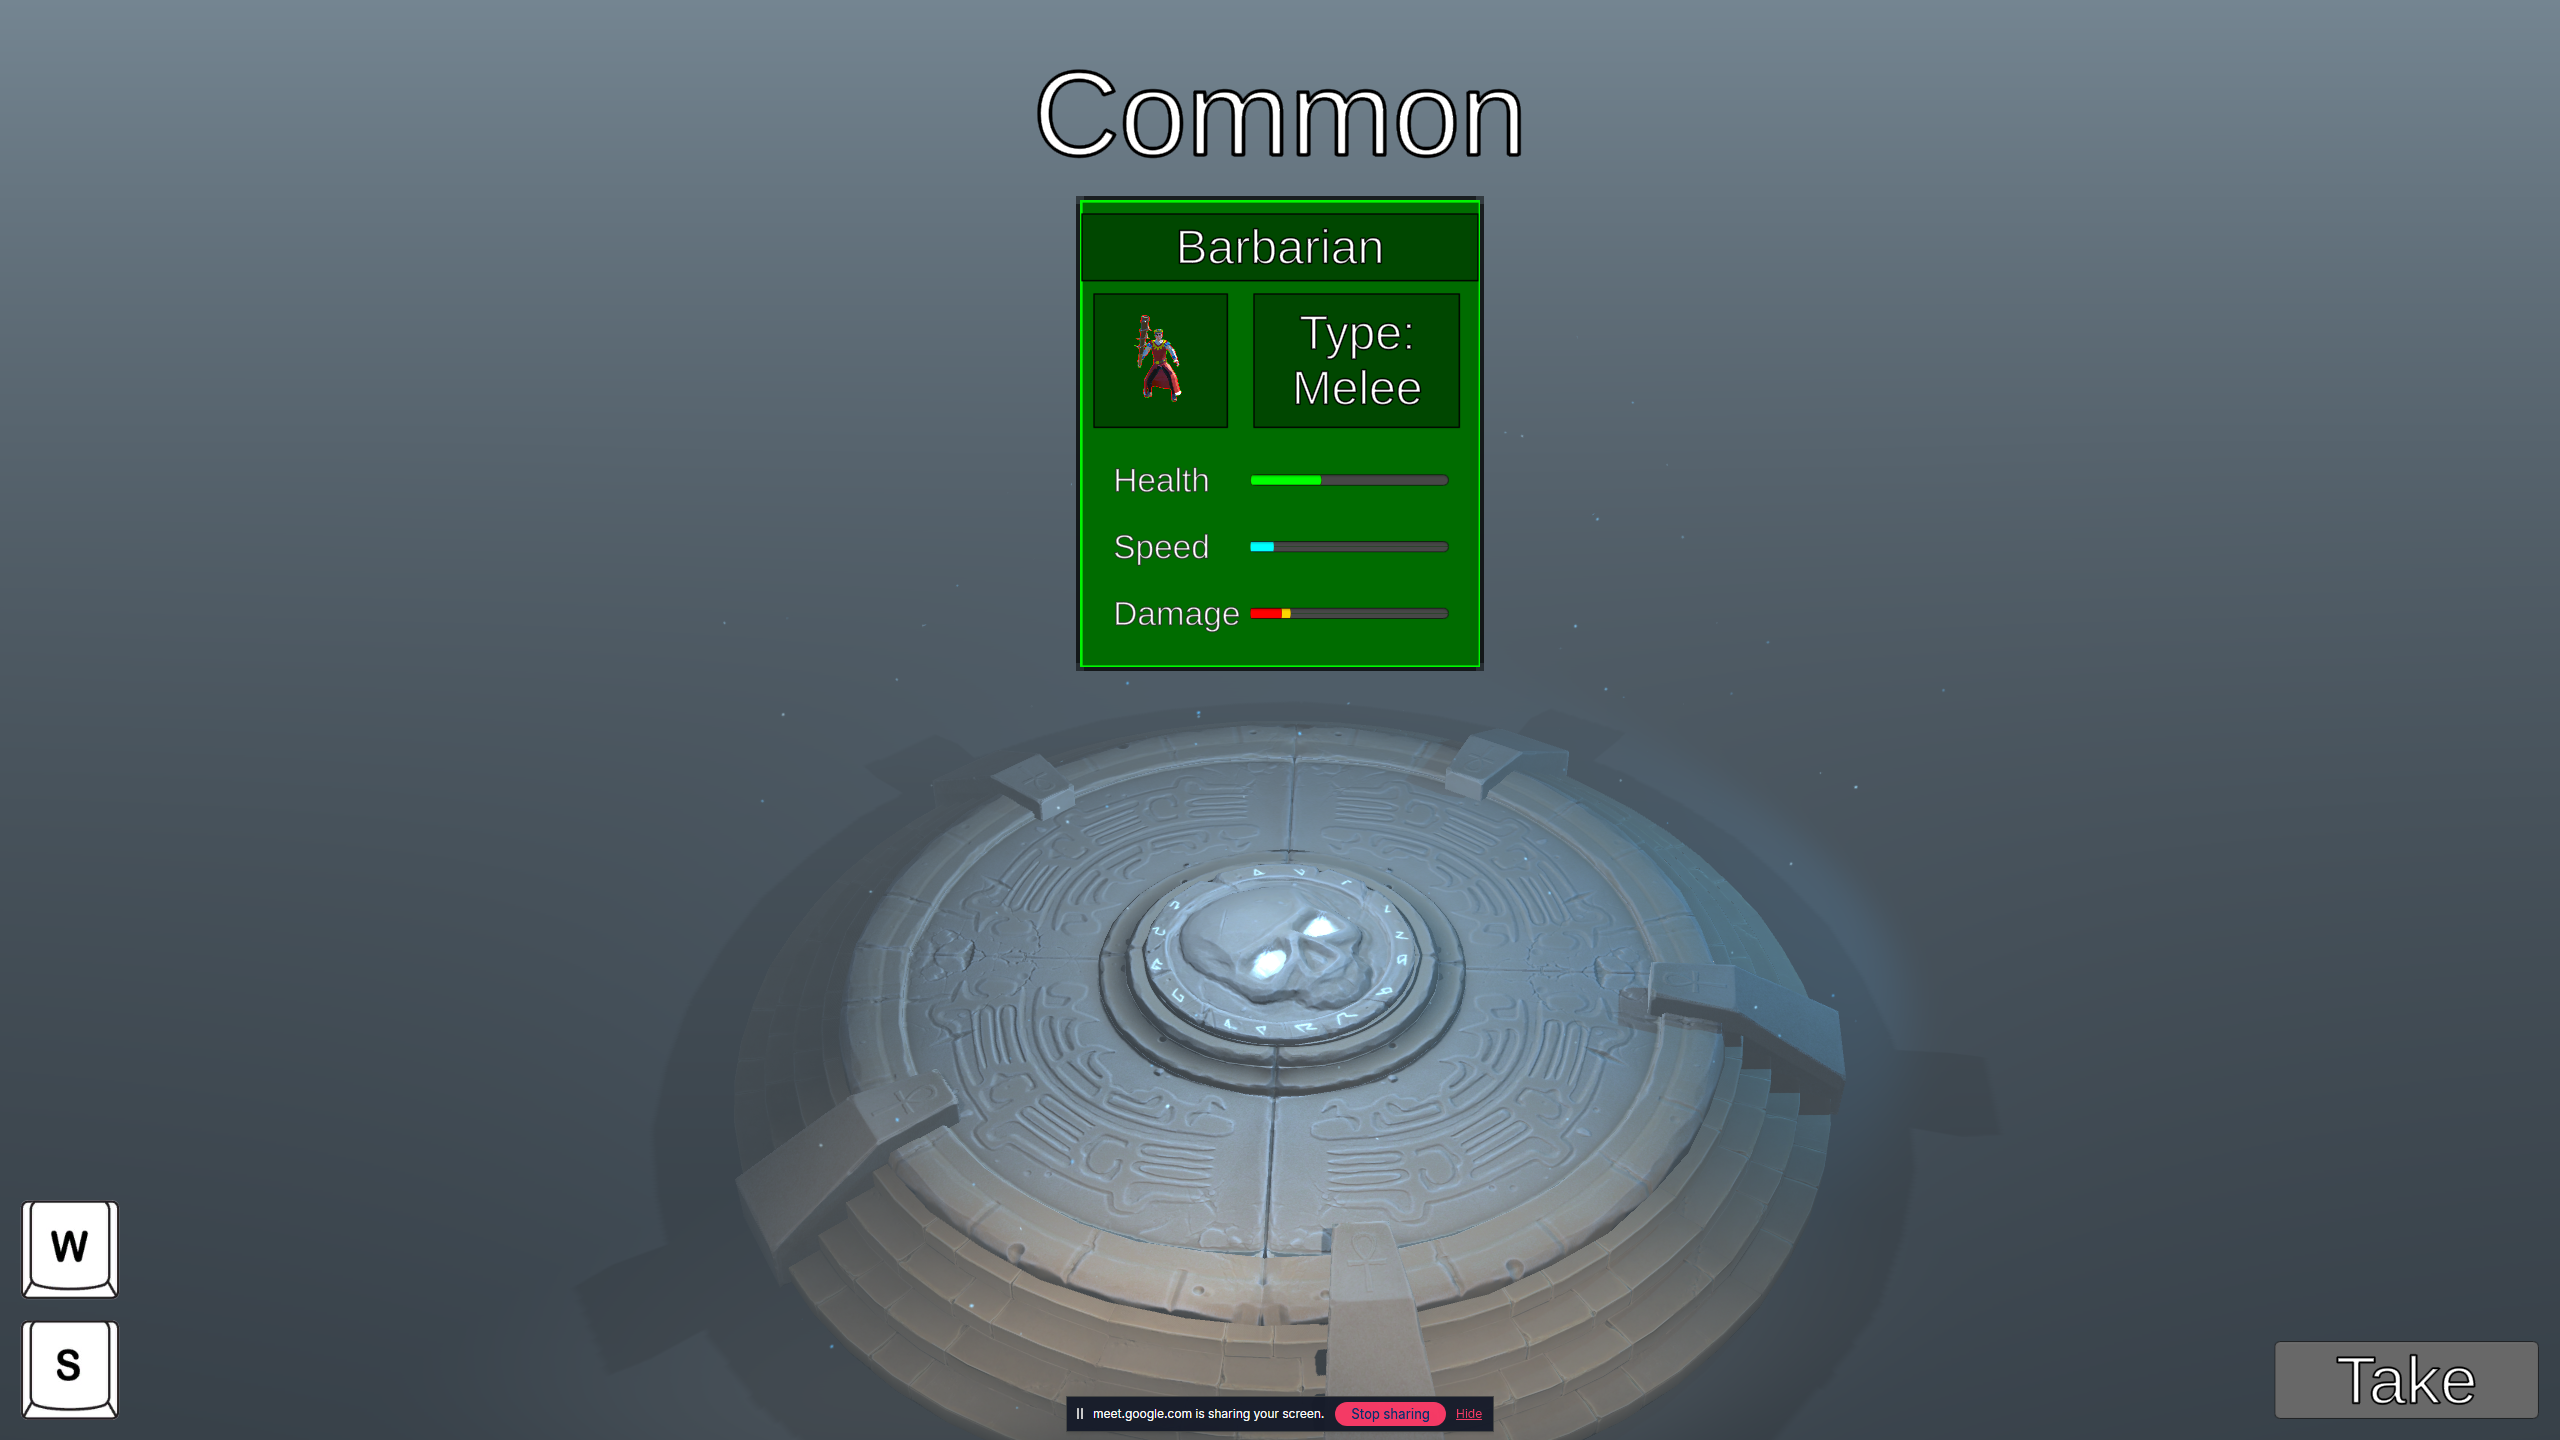 Common
Barbarian
Type:
Melee
Health
Speed
Damage
W
S
Take
meet.google.com is sharing your screen. Stop sharing Hide